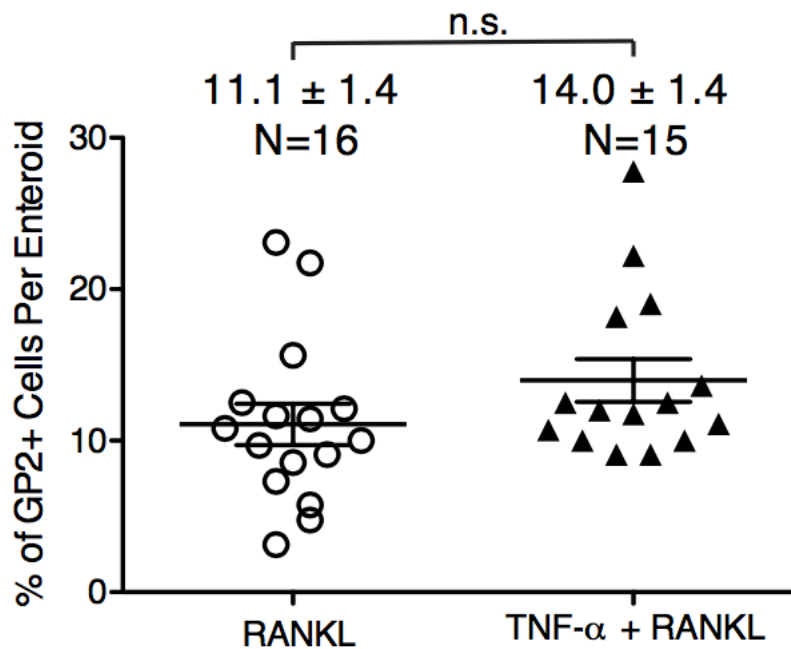 n.s.
11.1 ± 1.4
14.0 ± 1.4
N=16
N=15
% of GP2+ Cells Per Enteroid
30
20
10
0
RANKL
TNF-α + RANKL